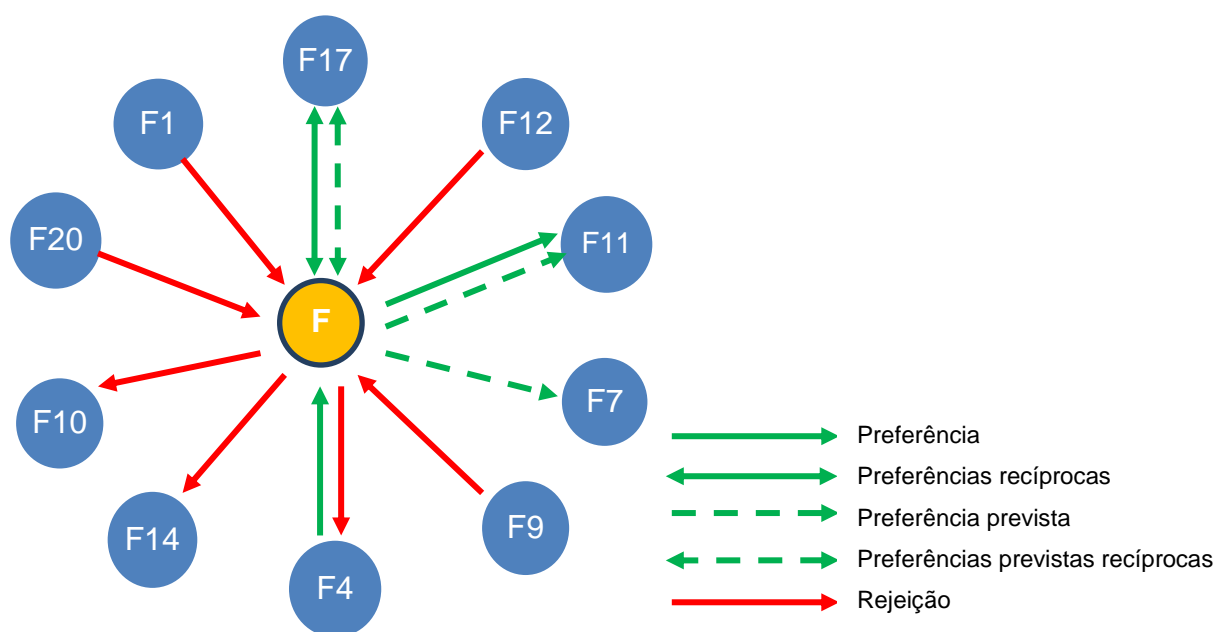 F17
F1
F12
F20
F11
F
F10
F7
F14
F9
F4
Preferência
Preferências recíprocas
Preferência prevista
Preferências previstas recíprocas
Rejeição